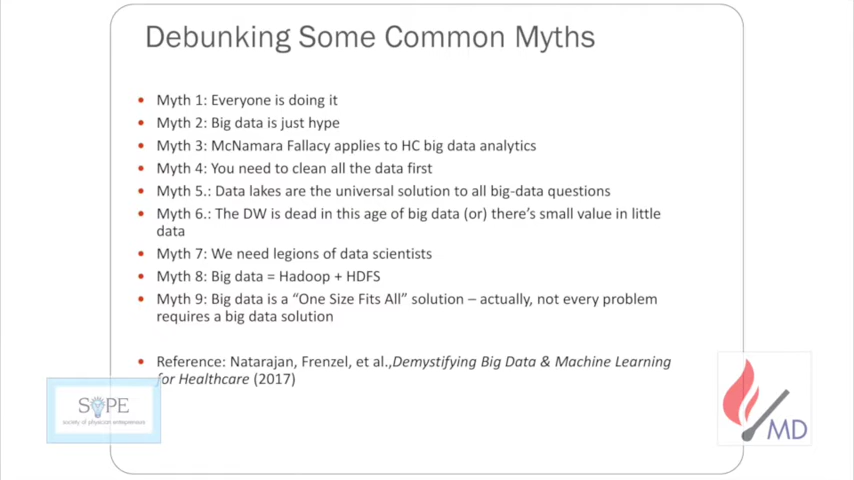 Debunking Some Common Myths
• Myth 1: Everyone is doing it
• Myth 2: Big data is just hype
• Myth 3: McNamara Fallacy applies to HC big data analytics
• Myth 4: You need to clean all the data first
• Myth 5.: Data lakes are the universal solution to all big-data questions
• Myth 6.: The DW is dead in this age of big data (or) there's small value in little
data
• Myth 7: We need legions of data scientists
• Myth 8: Big data = Hadoop + HDFS
• Myth 9: Big data is a “One Size Fits All” solution – actually, not every problem
requires a big data solution
• Reference: Natarajan, Frenzel, et al.,Demystifying Big Data & Machine Learning
for Healthcare (2017)
SOPE
society of physician entrepreneurs
MD